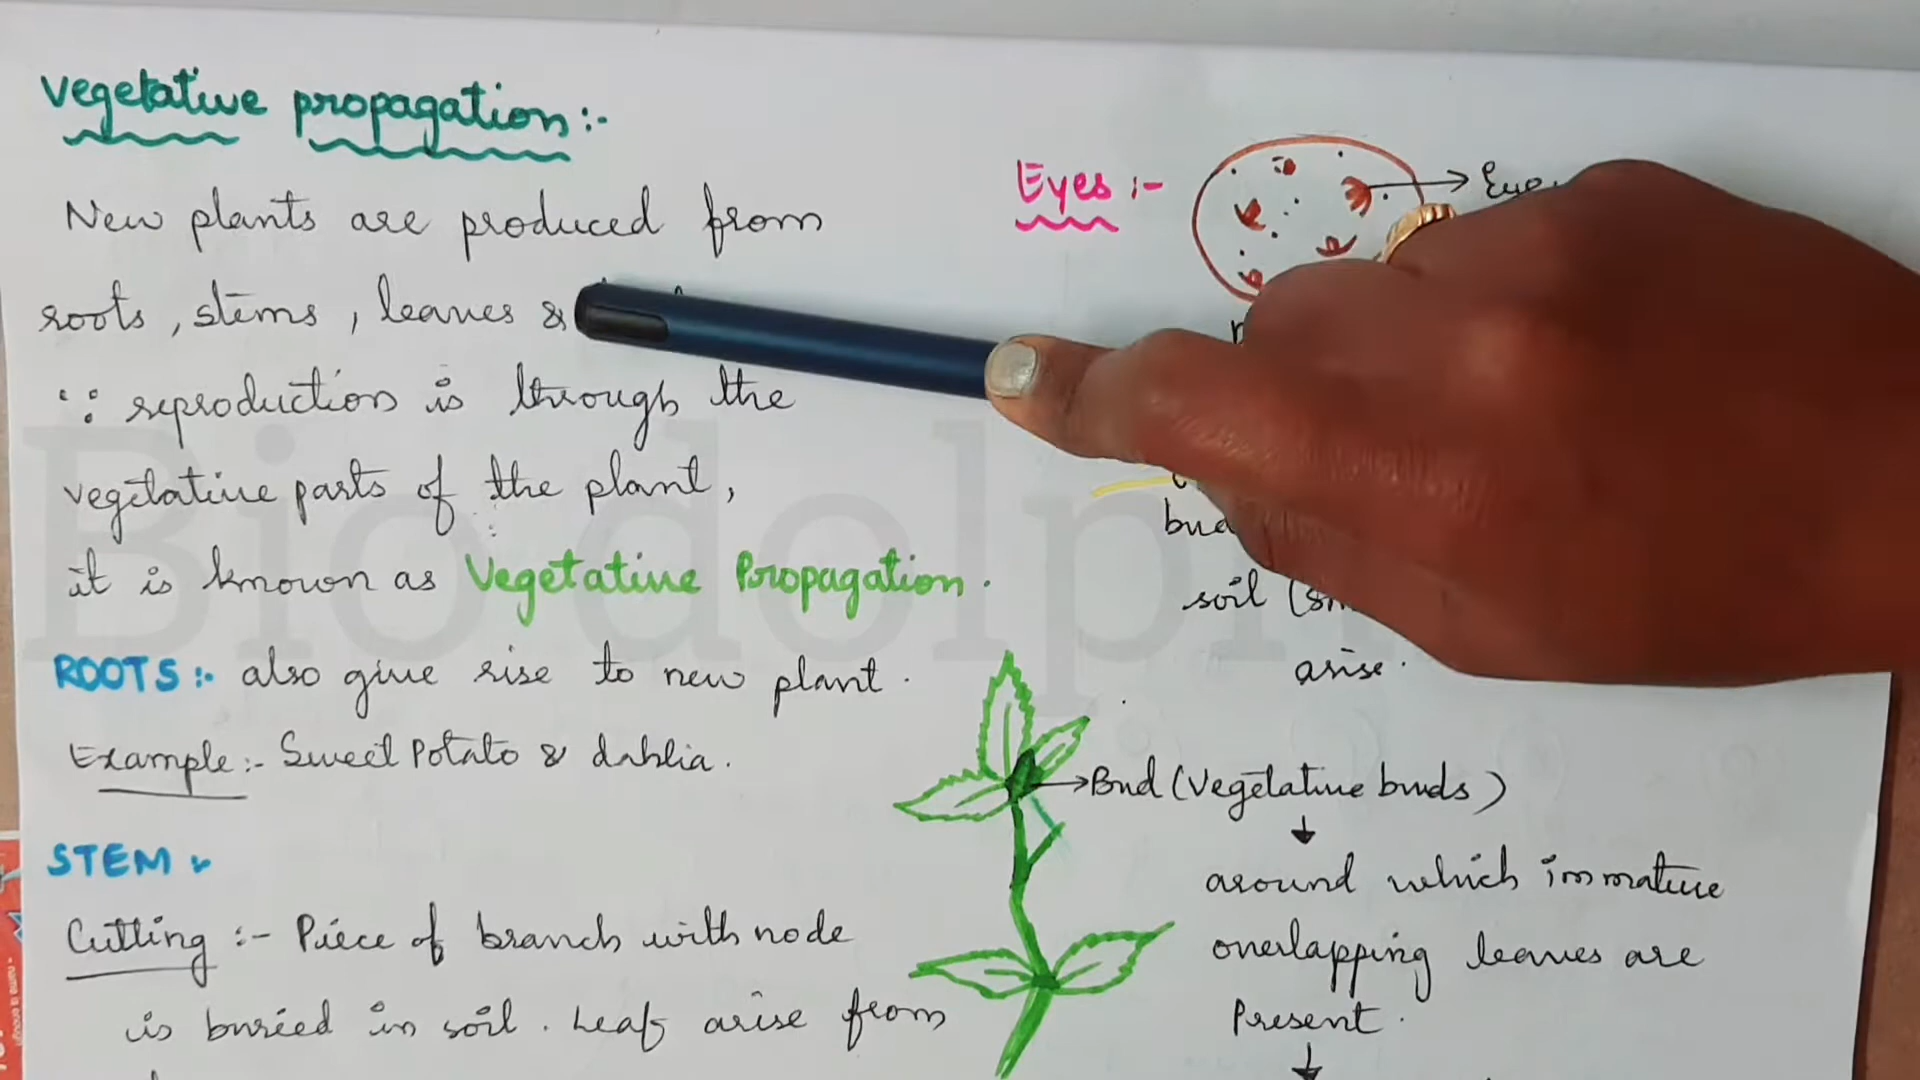 Vegetative propagation:-
New plants are produced from
roots, stems, leaves &
∵ reproduction is through the
vegetative parts of the plant,
it is known as Vegetative Propagation.
ROOTS:- also give rise to new plant.
Example:- Sweet Potato & dahlia.
STEM:-
Cutting:- Piece of branch with node
is buried in soil. Leaf arise from
Eyes:-
Eye
soil
arise.
Bud (Vegetative buds)
around which immature
overlapping leaves are
Present.
Bio dolph